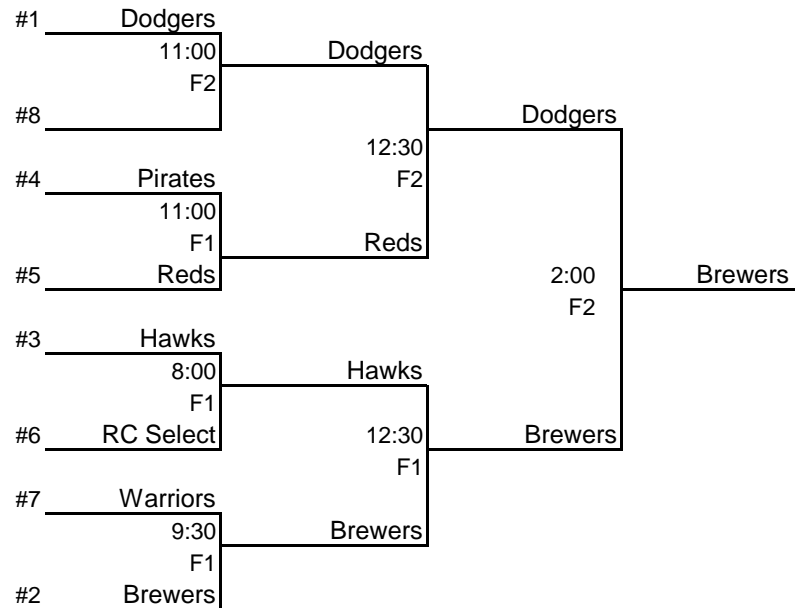 #1 Dodgers
11:00 Dodgers
F2
#8 Dodgers
12:30
#4 Pirates F2
11:00
F1 Reds
#5 Reds 2:00 Brewers
F2
#3 Hawks
8:00 Hawks
F1
#6 RC Select 12:30 Brewers
F1
#7 Warriors
9:30 Brewers
F1
#2 Brewers